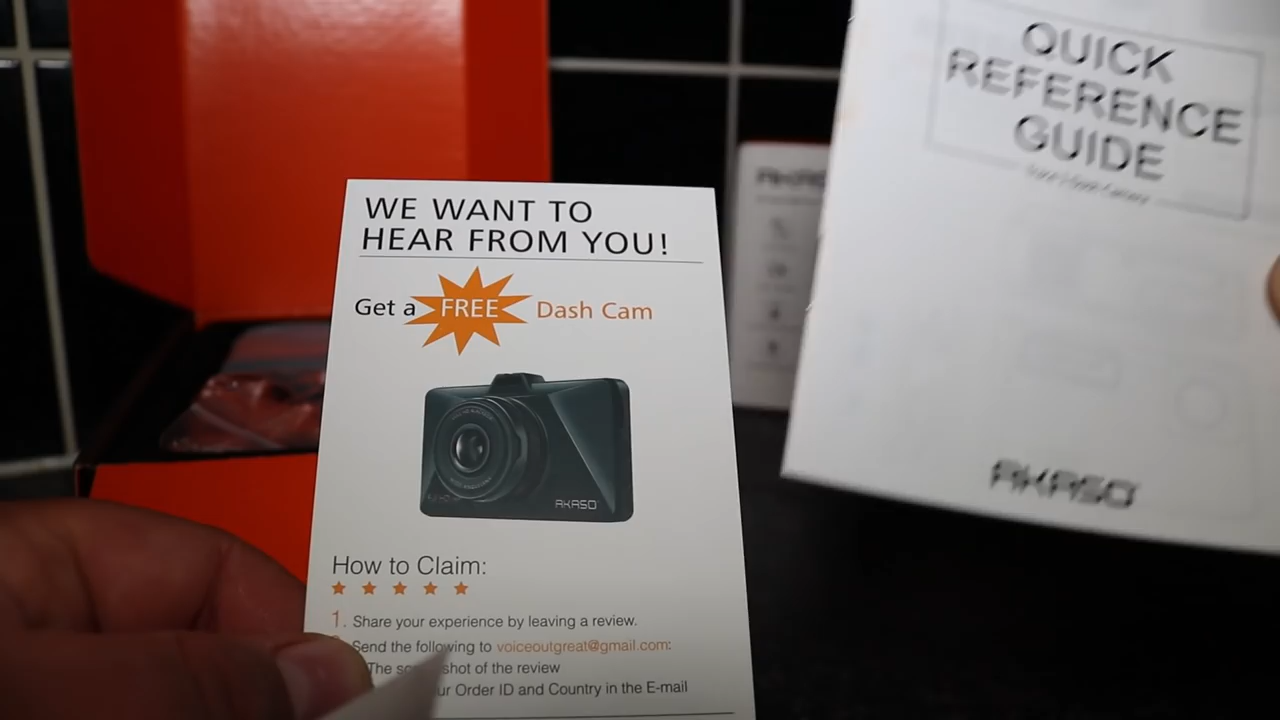 WE WANT TO
HEAR FROM YOU!
Get a FREE Dash Cam
AKASO
How to Claim:
1. Share your experience by leaving a review.
Send the following to voiceoutgreat@gmail.com:
The shot of the review
Order ID and Country in the E-mail
QUICK
REFERENCE
GUIDE
AKASO